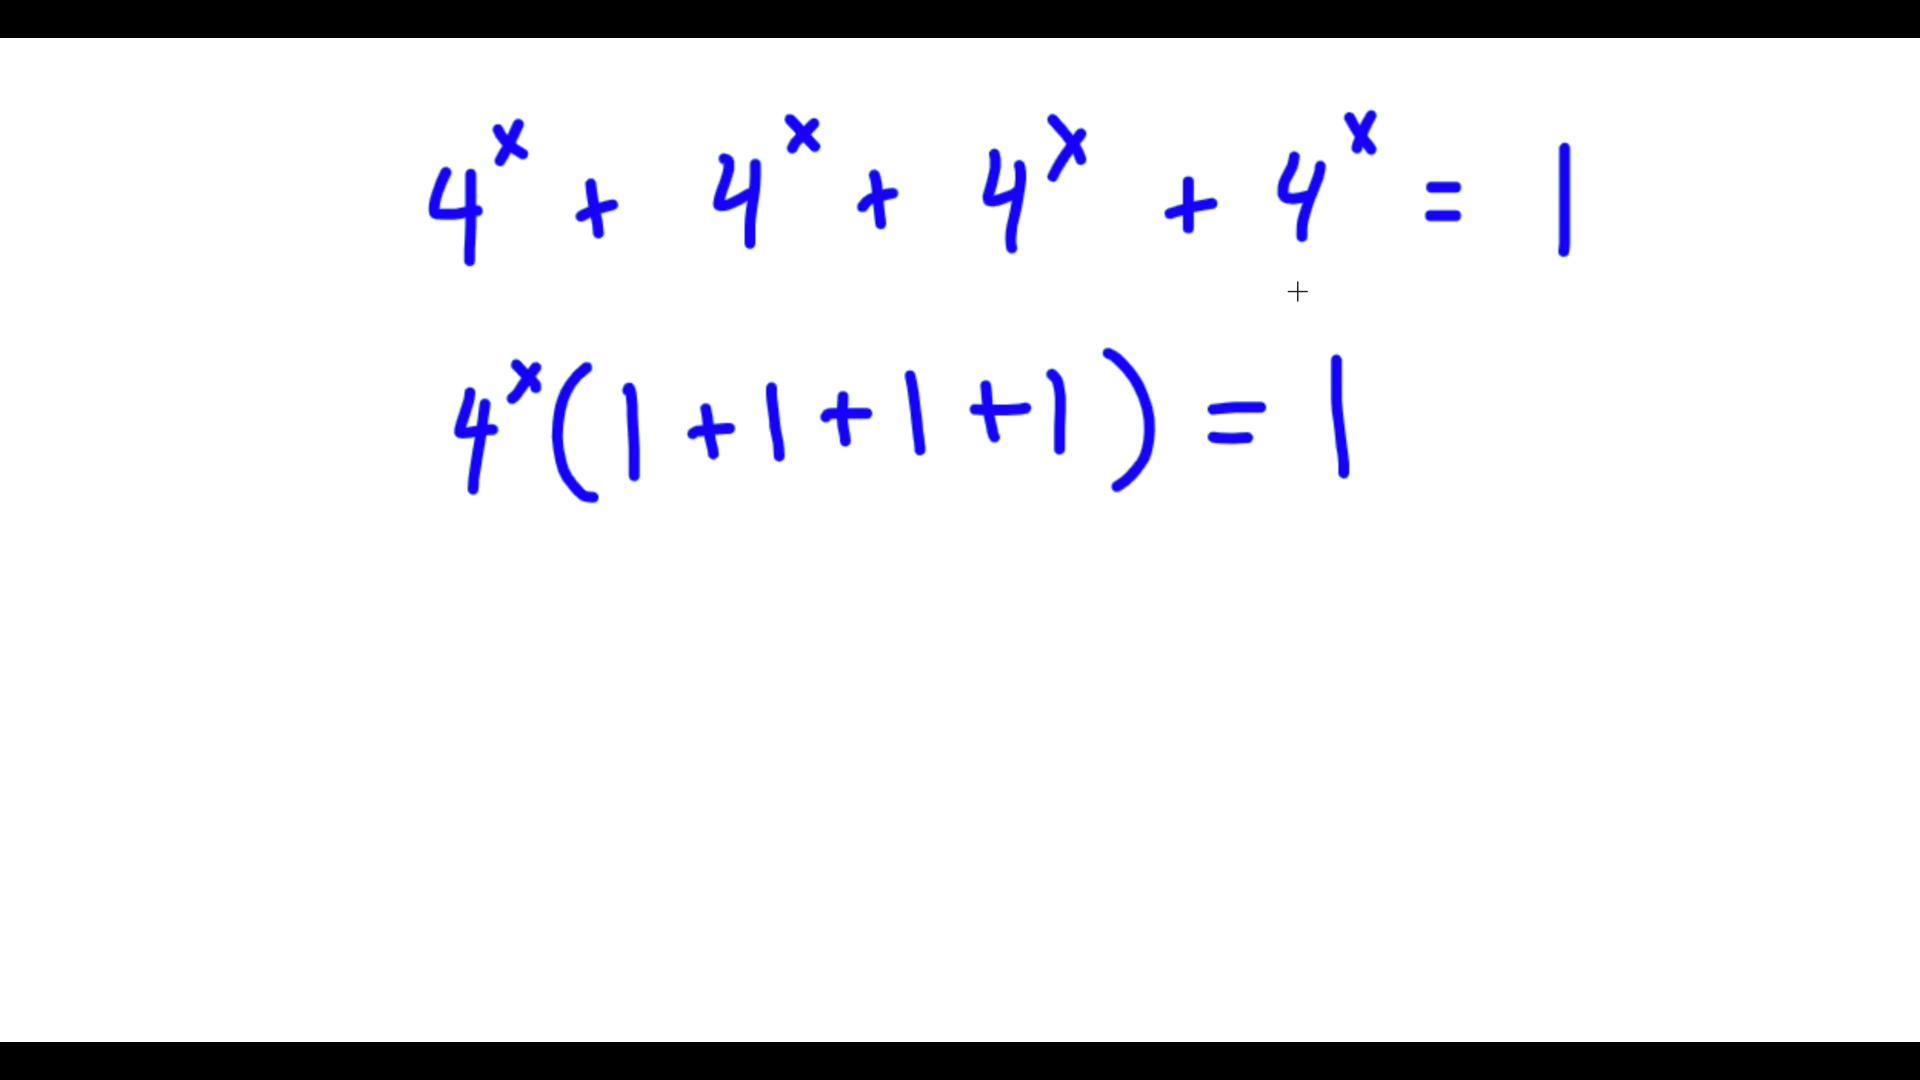 4^x + 4^x + 4^x + 4^x = 1
4^x(1 + 1 + 1 + 1) = 1